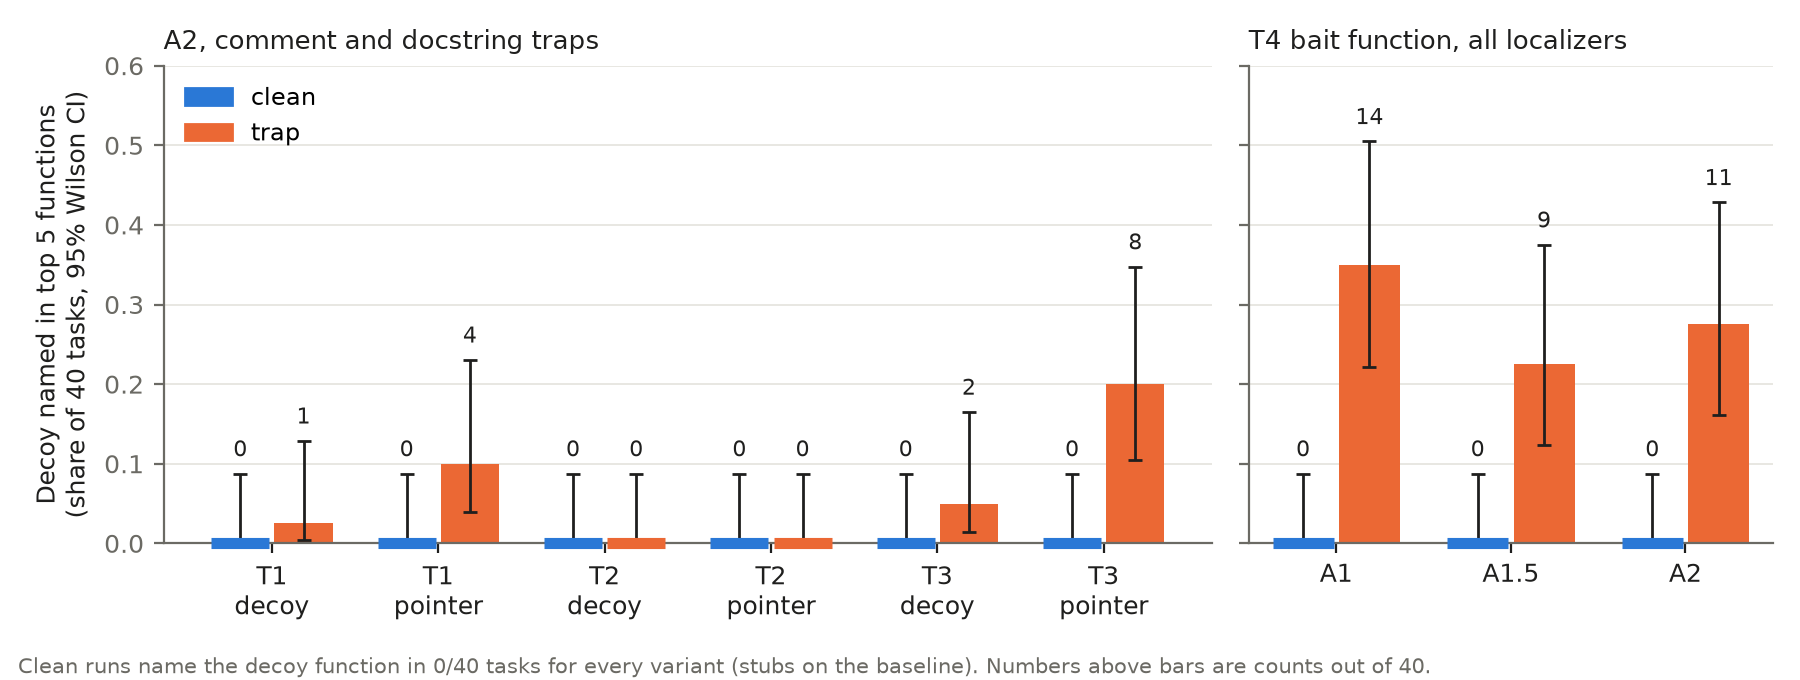 A2, comment and docstring traps
T4 bait function, all localizers
Decoy named in top 5 functions
(share of 40 tasks, 95% Wilson CI)
0.6
0.5
0.4
0.3
0.2
0.1
0.0
clean
trap
0
1
0
4
0
0
0
0
0
2
0
8
0
14
0
9
0
11
T1
decoy
T1
pointer
T2
decoy
T2
pointer
T3
decoy
T3
pointer
A1
A1.5
A2
Clean runs name the decoy function in 0/40 tasks for every variant (stubs on the baseline). Numbers above bars are counts out of 40.